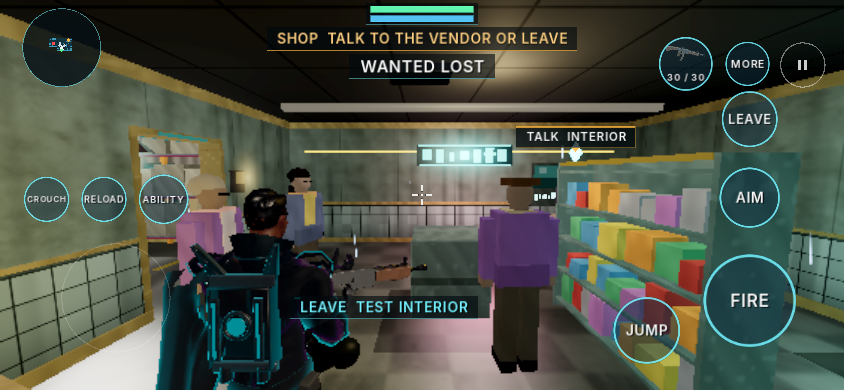 SHOP TALK TO THE VENDOR OR LEAVE
WANTED LOST
30 / 30
MORE
LEAVE
TALK INTERIOR
CROUCH
RELOAD
ABILITY
AIM
LEAVE TEST INTERIOR
FIRE
JUMP